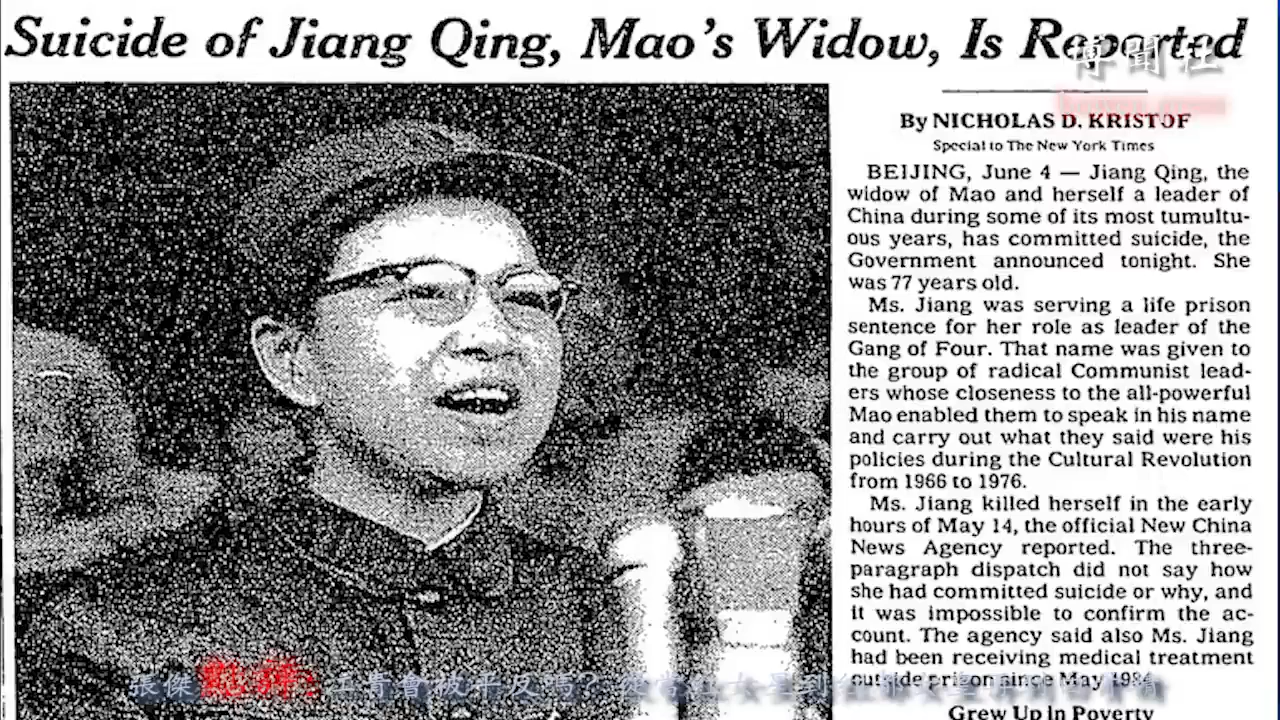 Suicide of Jiang Qing, Mao's Widow, Is Reported
博聞社
By NICHOLAS D. KRISTOF
Special to The New York Times
BEIJING, June 4 — Jiang Qing, the
widow of Mao and herself a leader of
China during some of its most tumultu-
ous years, has committed suicide, the
Government announced tonight. She
was 77 years old.
Ms. Jiang was serving a life prison
sentence for her role as leader of the
Gang of Four. That name was given to
the group of radical Communist lead-
ers whose closeness to the all-powerful
Mao enabled them to speak in his name
and carry out what they said were his
policies during the Cultural Revolution
from 1966 to 1976.
Ms. Jiang killed herself in the early
hours of May 14, the official New China
News Agency reported. The three-
paragraph dispatch did not say how
she had committed suicide or why, and
it was impossible to confirm the ac-
count. The agency said also Ms. Jiang
had been receiving medical treatment
outside prison since May 1984.
Grew Up In Poverty
張傑 會被平反嗎?